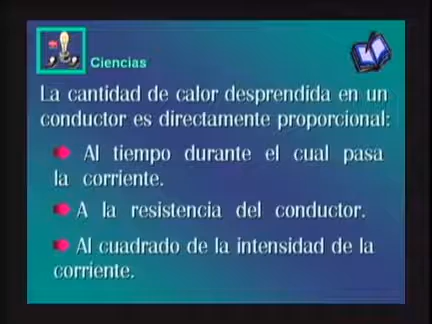 Ciencias
La cantidad de calor desprendida en un
conductor es directamente proporcional:
Al tiempo durante el cual pasa
la corriente.
A la resistencia del conductor.
Al cuadrado de la intensidad de la
corriente.